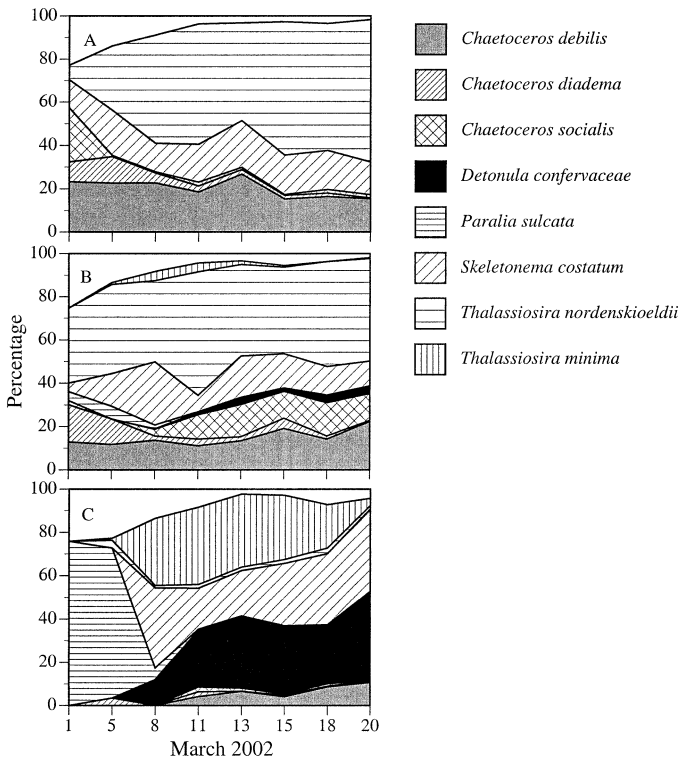 100
80
60
40
20
0
A
100
80
60
40
20
0
B
Percentage
100
80
60
40
20
0
C
1 5 8 11 13 15 18 20
March 2002
Chaetoceros debilis
Chaetoceros diadema
Chaetoceros socialis
Detonula confervaceae
Paralia sulcata
Skeletonema costatum
Thalassiosira nordenskioeldii
Thalassiosira minima